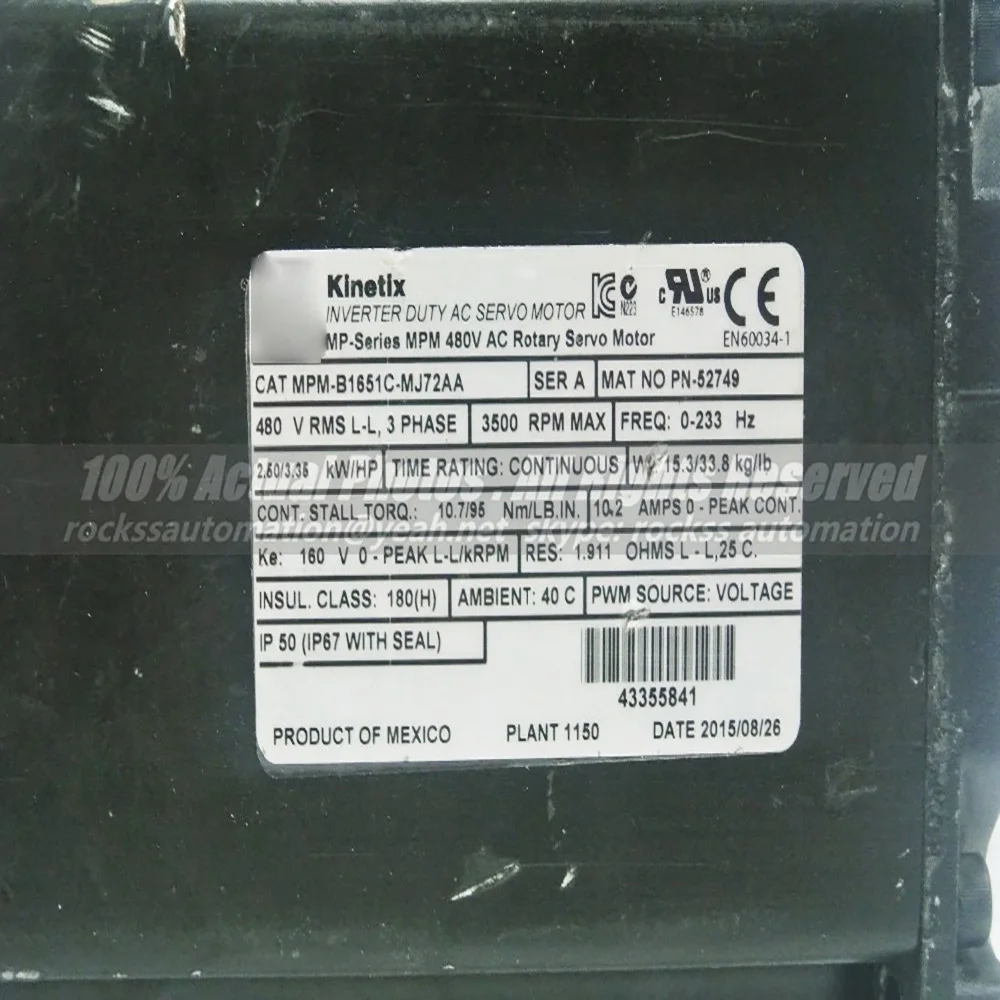 Kinetix
INVERTER DUTY AC SERVO MOTOR
MP-Series MPM 480V AC Rotary Servo Motor
N223
c UR ® US
E146578
CE
EN60034-1
CAT MPM-B1651C-MJ72AA SER A MAT NO PN-52749
480 V RMS L-L, 3 PHASE 3500 RPM MAX FREQ: 0-233 Hz
2.50/3.35 kW/HP TIME RATING: CONTINUOUS WT 15.3/33.8 kg/lb
100% Actual Photos . All Rights Reserved
CONT. STALL_TORQ.: 10.7/95 Nm/LB.IN. 10.2 AMPS 0 - PEAK CONT.
rockssautomation@yeah.net skype: rockss automation
Ke: 160 V 0 - PEAK L-L/kRPM RES: 1.911 OHMS L - L,25 C.
INSUL. CLASS: 180(H) AMBIENT: 40 C PWM SOURCE: VOLTAGE
IP 50 (IP67 WITH SEAL)
43355841
PRODUCT OF MEXICO PLANT 1150 DATE 2015/08/26